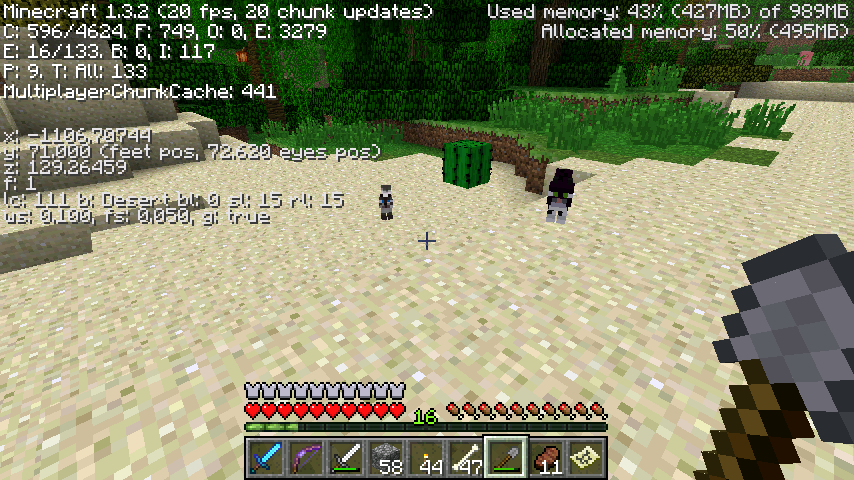 Minecraft 1.3.2 (20 fps, 20 chunk updates)
Used memory: 43% (427MB) of 989MB
C: 596/4624. F: 749, O: 0, E: 3279
Allocated memory: 50% (495MB)
E: 16/133. B: 0, I: 117
P: 9. T: All: 133
MultiplayerChunkCache: 441
x: -1106.70744
y: 71.000 (feet pos, 72.620 eyes pos)
z: 129.26459
f: 1
lc: 111 b: Desert bl: 0 sl: 15 rl: 15
ws: 0.100, fs: 0.050, g: true
16
58
44
47
11